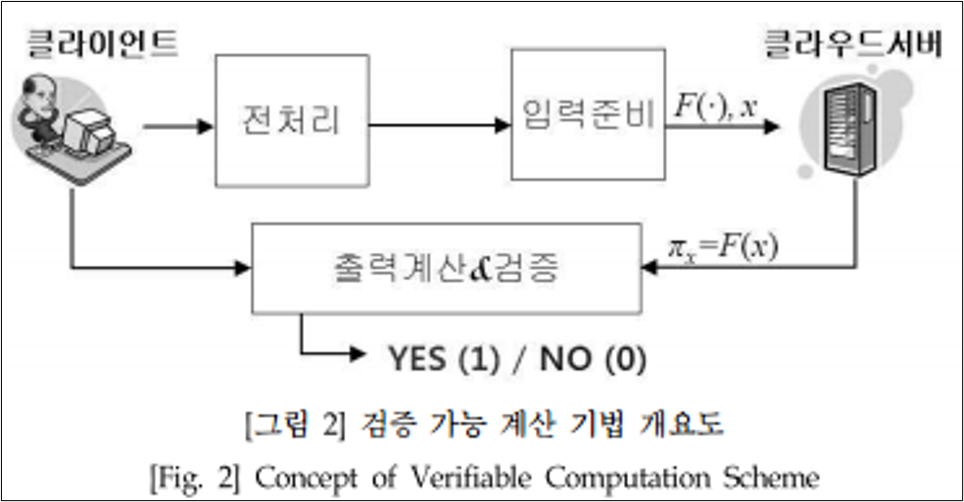 클라이언트
클라우드서버
전처리
입력준비
F(·), x
출력계산&검증
πx=F(x)
YES (1) / NO (0)
[그림 2] 검증 가능 계산 기법 개요도
[Fig. 2] Concept of Verifiable Computation Scheme